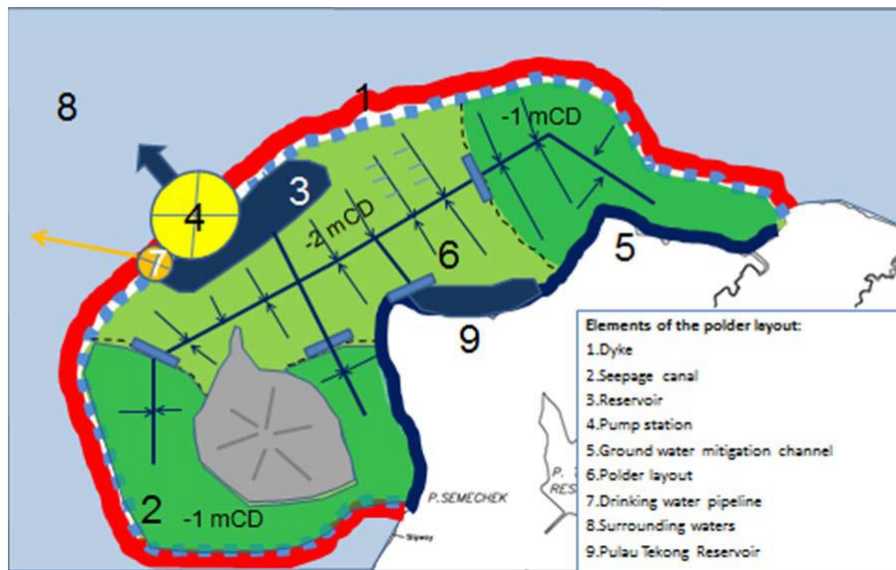 1
-1 mCD
8
3
4
-2 mCD
7
6
5
9
Elements of the polder layout:
1.Dyke
2.Seepage canal
3.Reservoir
4.Pump station
5.Ground water mitigation channel
6.Polder layout
7.Drinking water pipeline
8.Surrounding waters
9.Pulau Tekong Reservoir
P.
RES
P. SEMECHEK
Slipway
2
-1 mCD